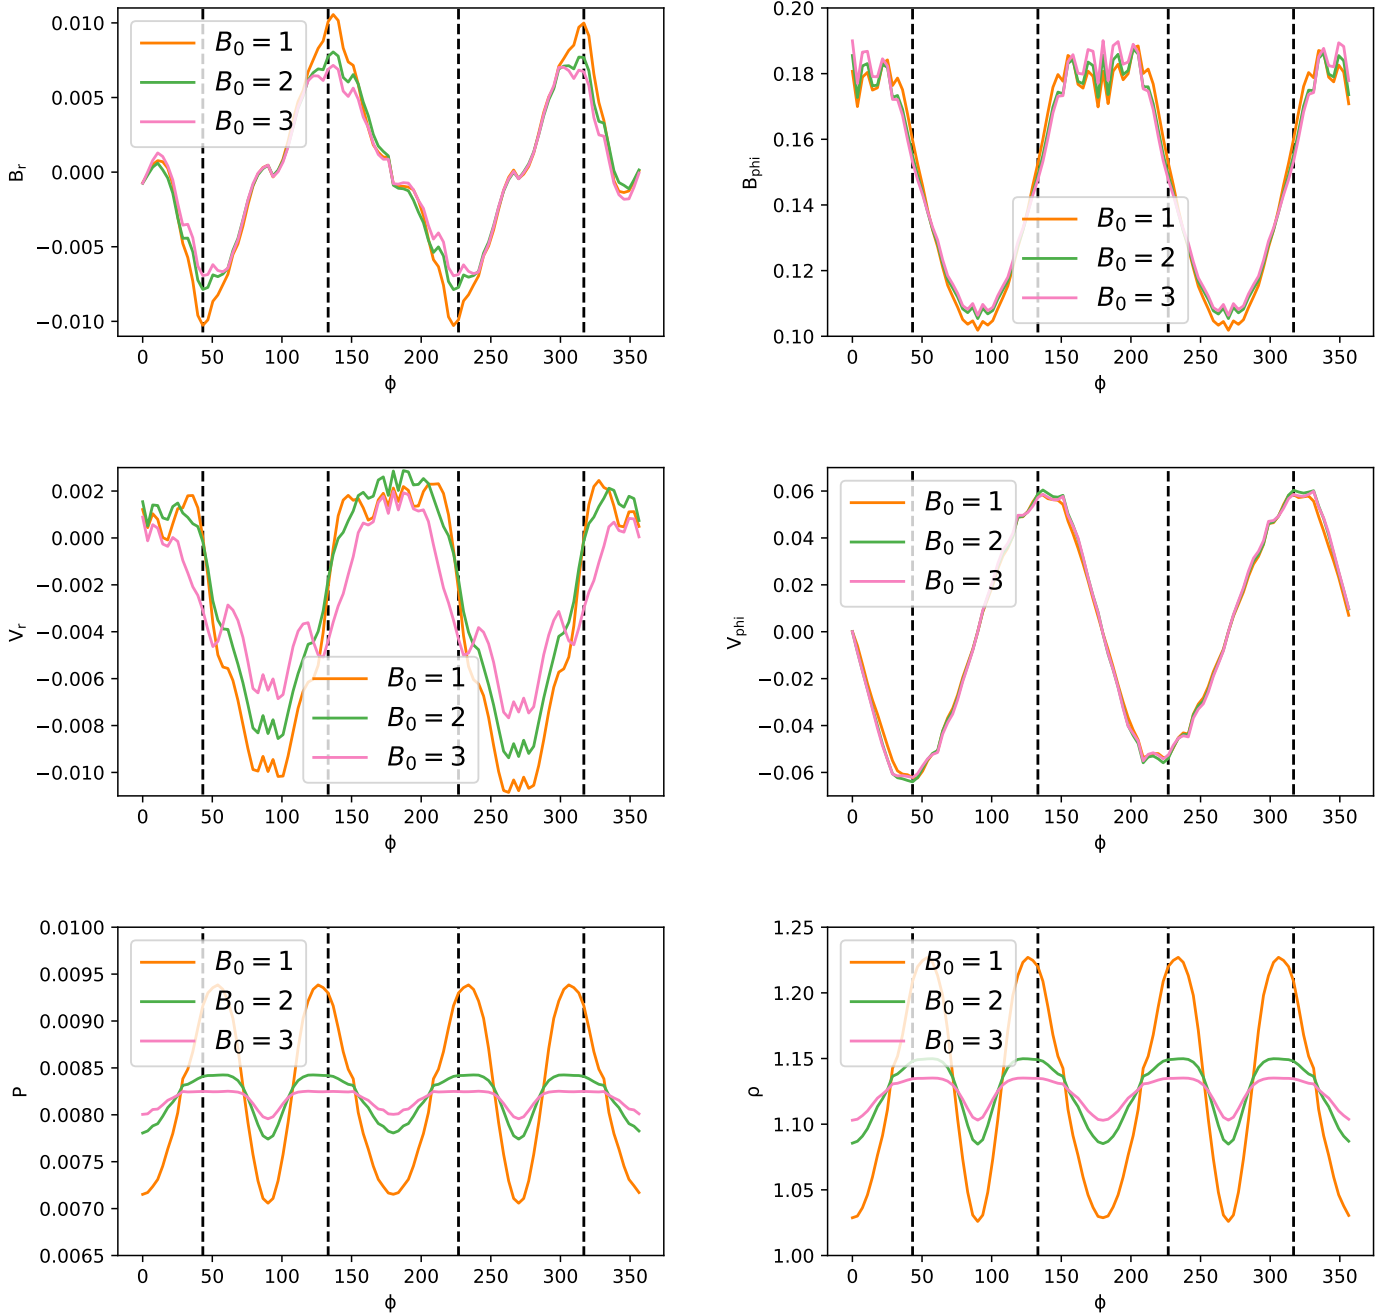 0.010
0.005
0.000
−0.005
−0.010
B_r
B_0 = 1
B_0 = 2
B_0 = 3
0 50 100 150 200 250 300 350
ϕ
0.20
0.18
0.16
0.14
0.12
0.10
B_phi
B_0 = 1
B_0 = 2
B_0 = 3
0 50 100 150 200 250 300 350
ϕ
0.002
0.000
−0.002
−0.004
−0.006
−0.008
−0.010
V_r
B_0 = 1
B_0 = 2
B_0 = 3
0 50 100 150 200 250 300 350
ϕ
0.06
0.04
0.02
0.00
−0.02
−0.04
−0.06
V_phi
B_0 = 1
B_0 = 2
B_0 = 3
0 50 100 150 200 250 300 350
ϕ
0.0100
0.0095
0.0090
0.0085
0.0080
0.0075
0.0070
0.0065
P
B_0 = 1
B_0 = 2
B_0 = 3
0 50 100 150 200 250 300 350
ϕ
1.25
1.20
1.15
1.10
1.05
1.00
ρ
B_0 = 1
B_0 = 2
B_0 = 3
0 50 100 150 200 250 300 350
ϕ